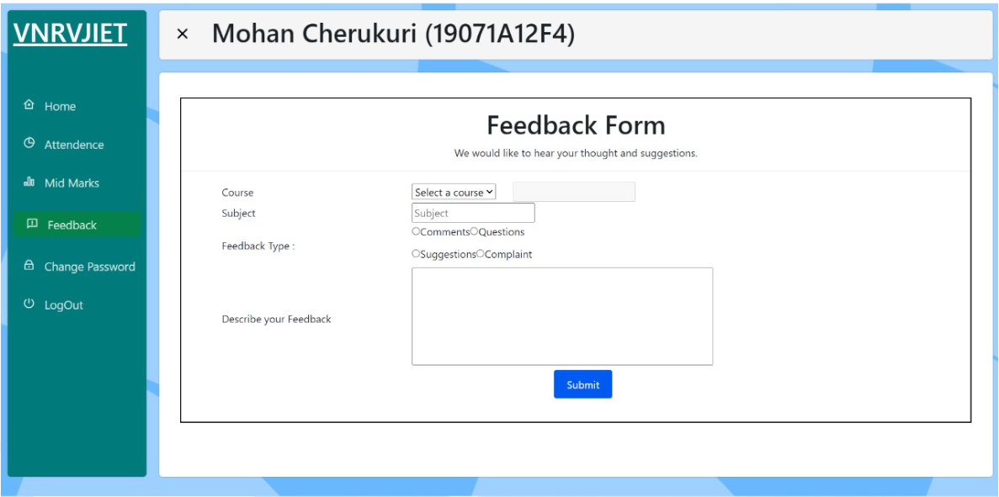 VNRVJIET
× Mohan Cherukuri (19071A12F4)
Home
Attendence
Mid Marks
Feedback
Change Password
LogOut
Feedback Form
We would like to hear your thought and suggestions.
Course Select a course
Subject Subject
Feedback Type :
Comments Questions
Suggestions Complaint
Describe your Feedback
Submit